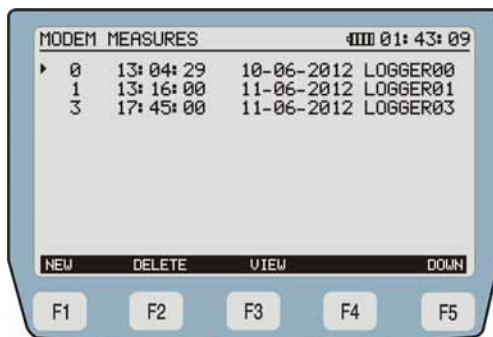 MODEM MEASURES 01:43:09
0 13:04:29 10-06-2012 LOGGER00
1 13:16:00 11-06-2012 LOGGER01
3 17:45:00 11-06-2012 LOGGER03
NEW DELETE VIEW DOWN
F1 F2 F3 F4 F5